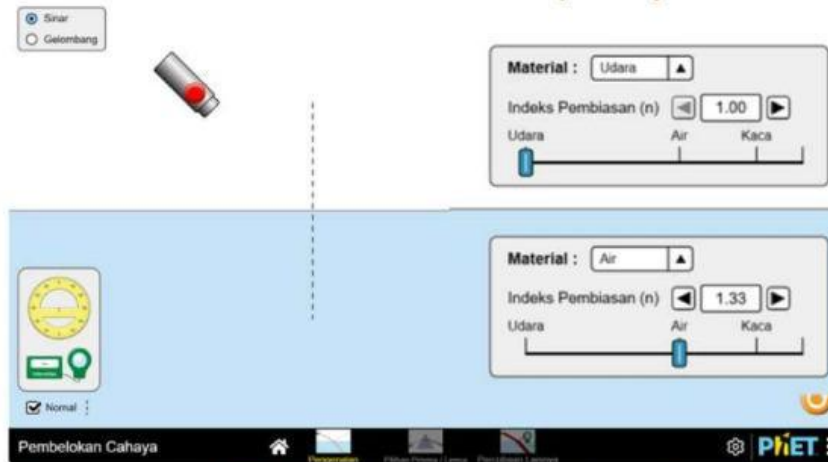 Sinar
Gelombang
Material : Udara
Indeks Pembiasan (n) 1.00
Udara Air Kaca
Material : Air
Indeks Pembiasan (n) 1.33
Udara Air Kaca
Normal
Pembelokan Cahaya
PhET